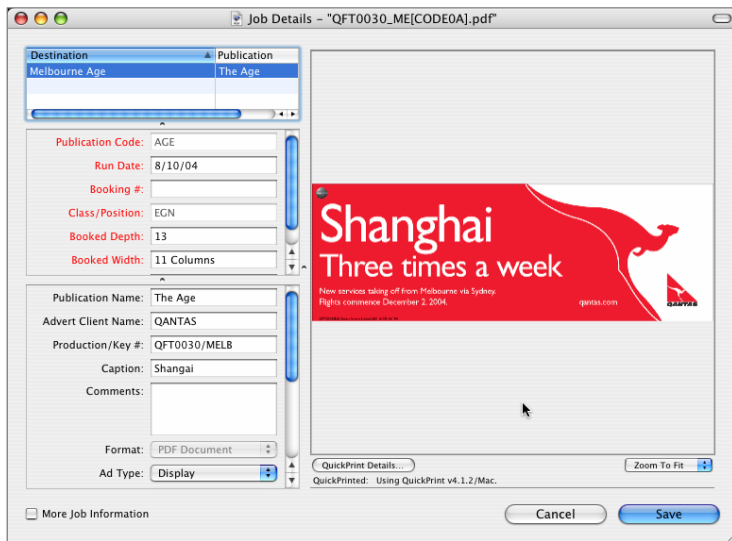 Job Details – "QFT0030_ME[CODE0A].pdf"
Destination Publication
Melbourne Age The Age
Publication Code: AGE
Run Date: 8/10/04
Booking #:
Class/Position: EGN
Booked Depth: 13
Booked Width: 11 Columns
Publication Name: The Age
Advert Client Name: QANTAS
Production/Key #: QFT0030/MELB
Caption: Shangai
Comments:
Format: PDF Document
Ad Type: Display
More Job Information
Shanghai
Three times a week
New services taking off from Melbourne via Sydney.
Flights commence December 2, 2004.
qantas.com
QANTAS
QuickPrint Details...
Zoom To Fit
QuickPrinted: Using QuickPrint v4.1.2/Mac.
Cancel
Save